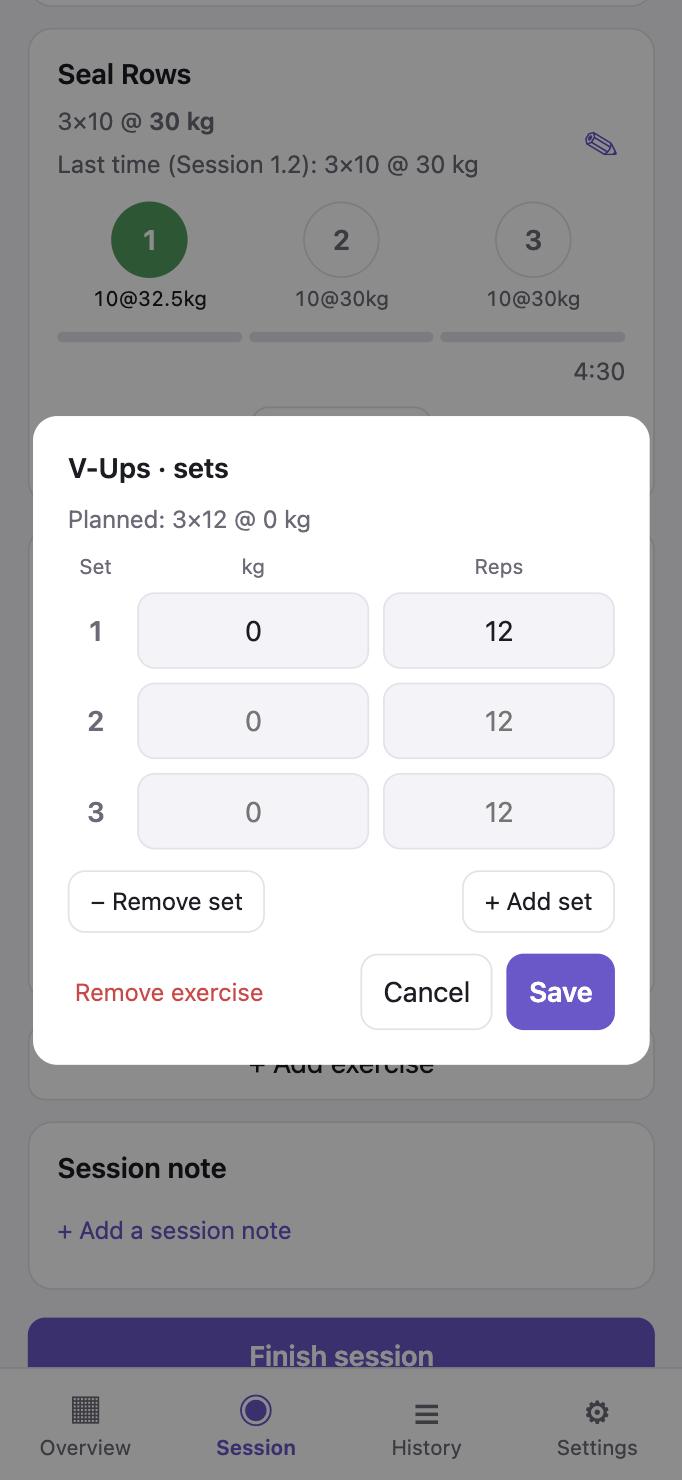 Seal Rows
3×10 @ 30 kg
Last time (Session 1.2): 3×10 @ 30 kg
1 2 3
10@32.5kg 10@30kg 10@30kg
4:30
V-Ups · sets
Planned: 3×12 @ 0 kg
Set kg Reps
1 0 12
2 0 12
3 0 12
– Remove set + Add set
Remove exercise Cancel Save
+ Add exercise
Session note
+ Add a session note
Finish session
Overview Session History Settings